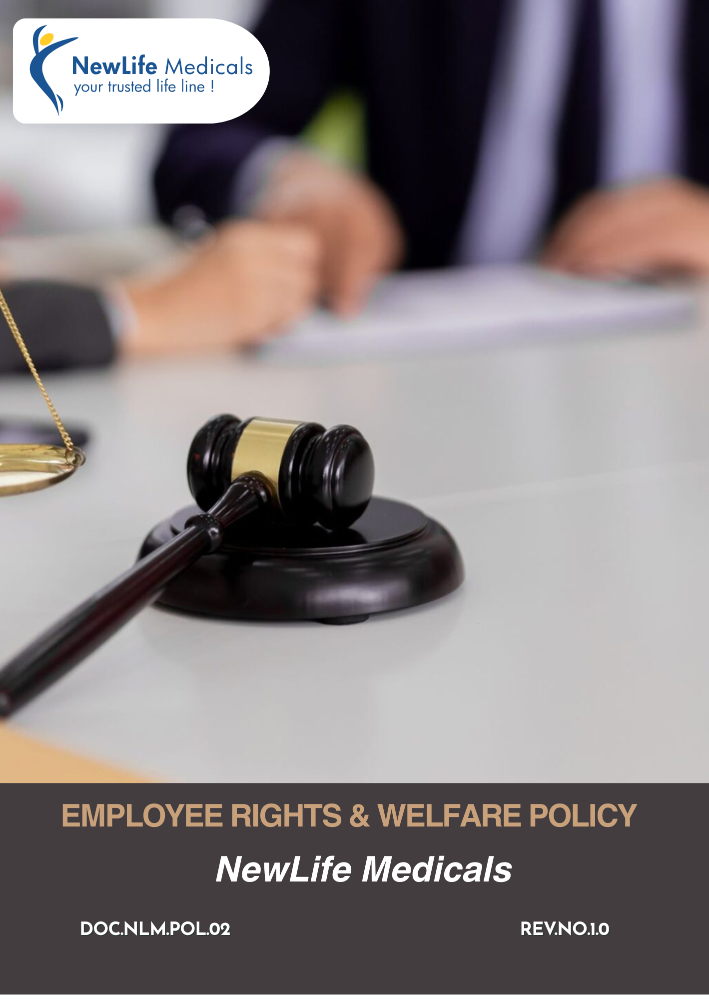 NewLife Medicals
your trusted life line !
EMPLOYEE RIGHTS & WELFARE POLICY
NewLife Medicals
DOC.NLM.POL.02
REV.NO.1.0